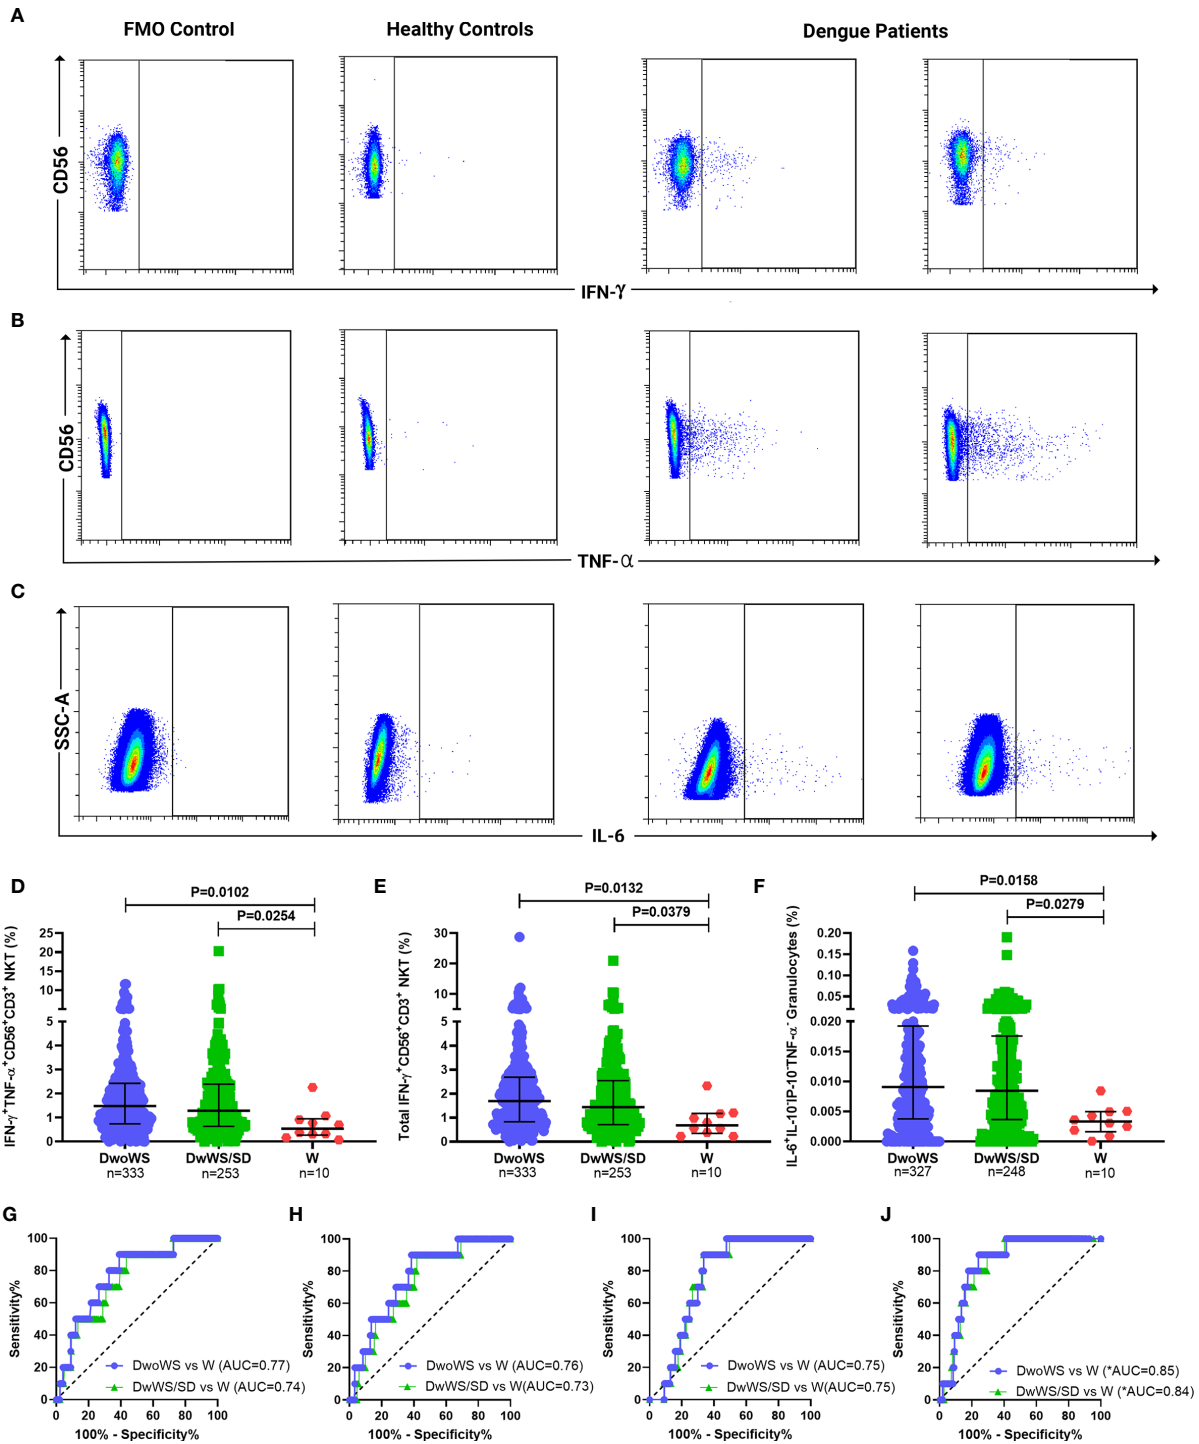 A
FMO Control
Healthy Controls
Dengue Patients
CD56
IFN-γ
B
CD56
TNF-α
C
SSC-A
IL-6
D
P=0.0102
P=0.0254
IFN-γ+TNF-α+CD56+CD3+ NKT (%)
25
20
15
10
5
3
2
1
0
DwoWS
DwWS/SD
W
n=333
n=253
n=10
E
P=0.0132
P=0.0379
Total IFN-γ+CD56+CD3+ NKT (%)
30
20
10
5
4
3
2
1
0
DwoWS
DwWS/SD
W
n=333
n=253
n=10
F
P=0.0158
P=0.0279
IL-6+IL-10-IP-10-TNF-α- Granulocytes (%)
0.20
0.15
0.10
0.05
0.020
0.015
0.010
0.005
0.000
DwoWS
DwWS/SD
W
n=327
n=248
n=10
G
Sensitivity%
100
80
60
40
20
0
DwoWS vs W (AUC=0.77)
DwWS/SD vs W (AUC=0.74)
0 20 40 60 80 100
100% - Specificity%
H
Sensitivity%
100
80
60
40
20
0
DwoWS vs W (AUC=0.76)
DwWS/SD vs W(AUC=0.73)
0 20 40 60 80 100
100% - Specificity%
I
Sensitivity%
100
80
60
40
20
0
DwoWS vs W (AUC=0.75)
DwWS/SD vs W(AUC=0.75)
0 20 40 60 80 100
100% - Specificity%
J
Sensitivity%
100
80
60
40
20
0
DwoWS vs W (*AUC=0.85)
DwWS/SD vs W (*AUC=0.84)
0 20 40 60 80 100
100% - Specificity%